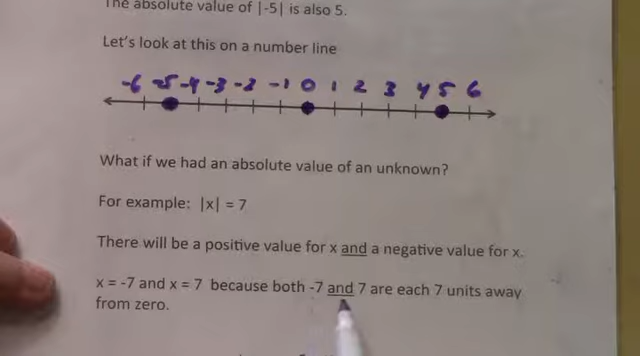 The absolute value of |-5| is also 5.
Let's look at this on a number line
-6 -5 -4 -3 -2 -1 0 1 2 3 4 5 6
What if we had an absolute value of an unknown?
For example: |x| = 7
There will be a positive value for x and a negative value for x.
x = -7 and x = 7 because both -7 and 7 are each 7 units away
from zero.